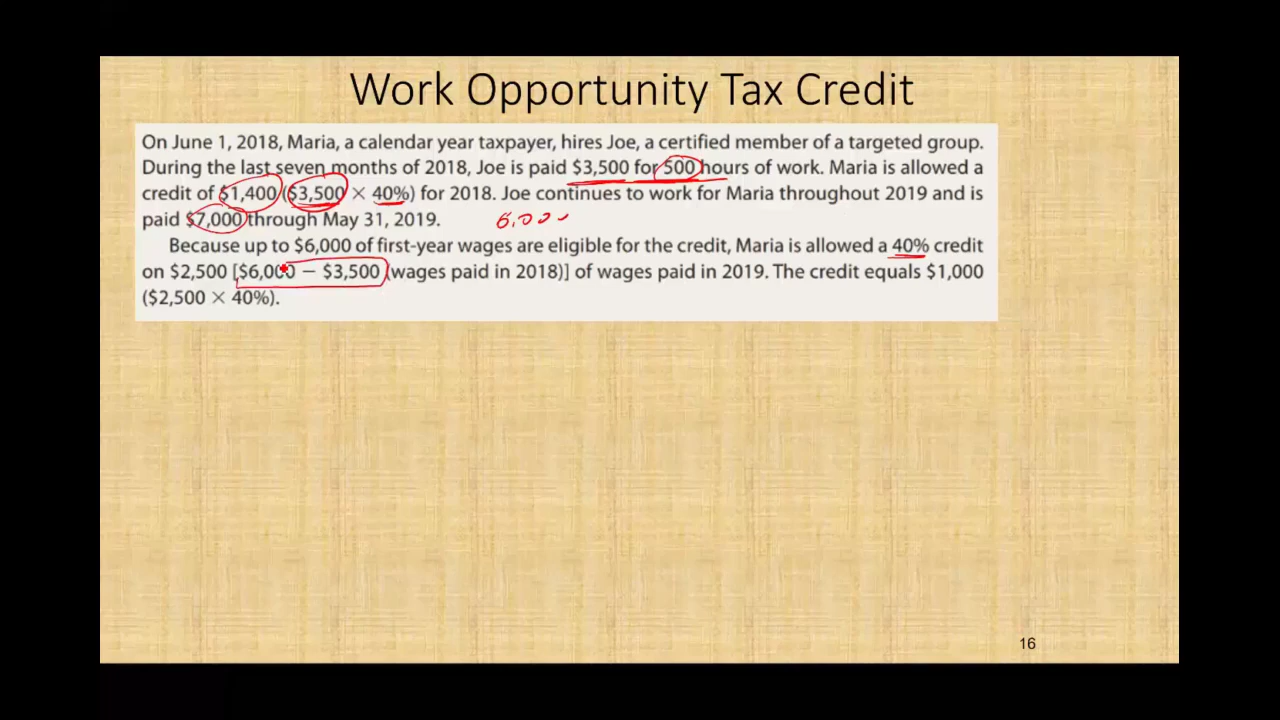 Work Opportunity Tax Credit
On June 1, 2018, Maria, a calendar year taxpayer, hires Joe, a certified member of a targeted group.
During the last seven months of 2018, Joe is paid $3,500 for 500 hours of work. Maria is allowed a
credit of $1,400 ($3,500 × 40%) for 2018. Joe continues to work for Maria throughout 2019 and is
paid $7,000 through May 31, 2019.
6,000
Because up to $6,000 of first-year wages are eligible for the credit, Maria is allowed a 40% credit
on $2,500 [$6,000 − $3,500 (wages paid in 2018)] of wages paid in 2019. The credit equals $1,000
($2,500 × 40%).
16